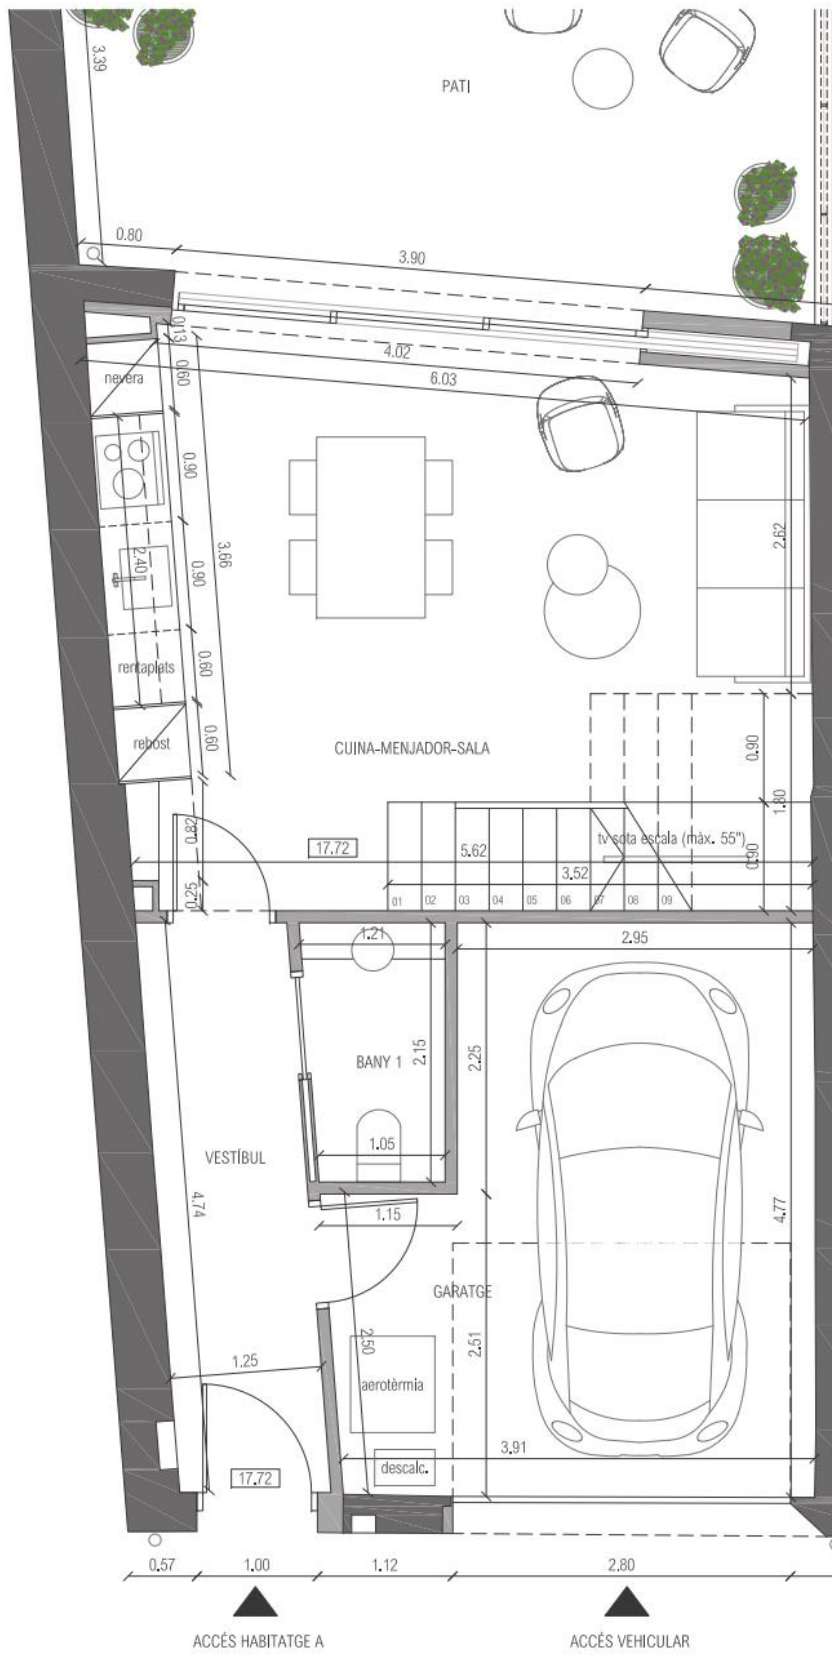 3.39
PATI
0.80
3.90
0.13
4.02
6.03
nevera
0.60
0.90
2.40
3.66
0.90
2.62
rentaplats
0.60
rebost
0.60
CUINA-MENJADOR-SALA
0.90
1.80
0.82
17.72
5.62
tv sota escala (màx. 55")
0.90
3.52
0.25
01 02 03 04 05 06 07 08 09
1.21
2.95
BANY 1
2.15
2.25
1.05
VESTÍBUL
4.74
1.15
4.77
GARATGE
2.50
2.51
1.25
aerotèrmia
3.91
descalc.
17.72
0.57 1.00 1.12 2.80
ACCÉS HABITATGE A
ACCÉS VEHICULAR